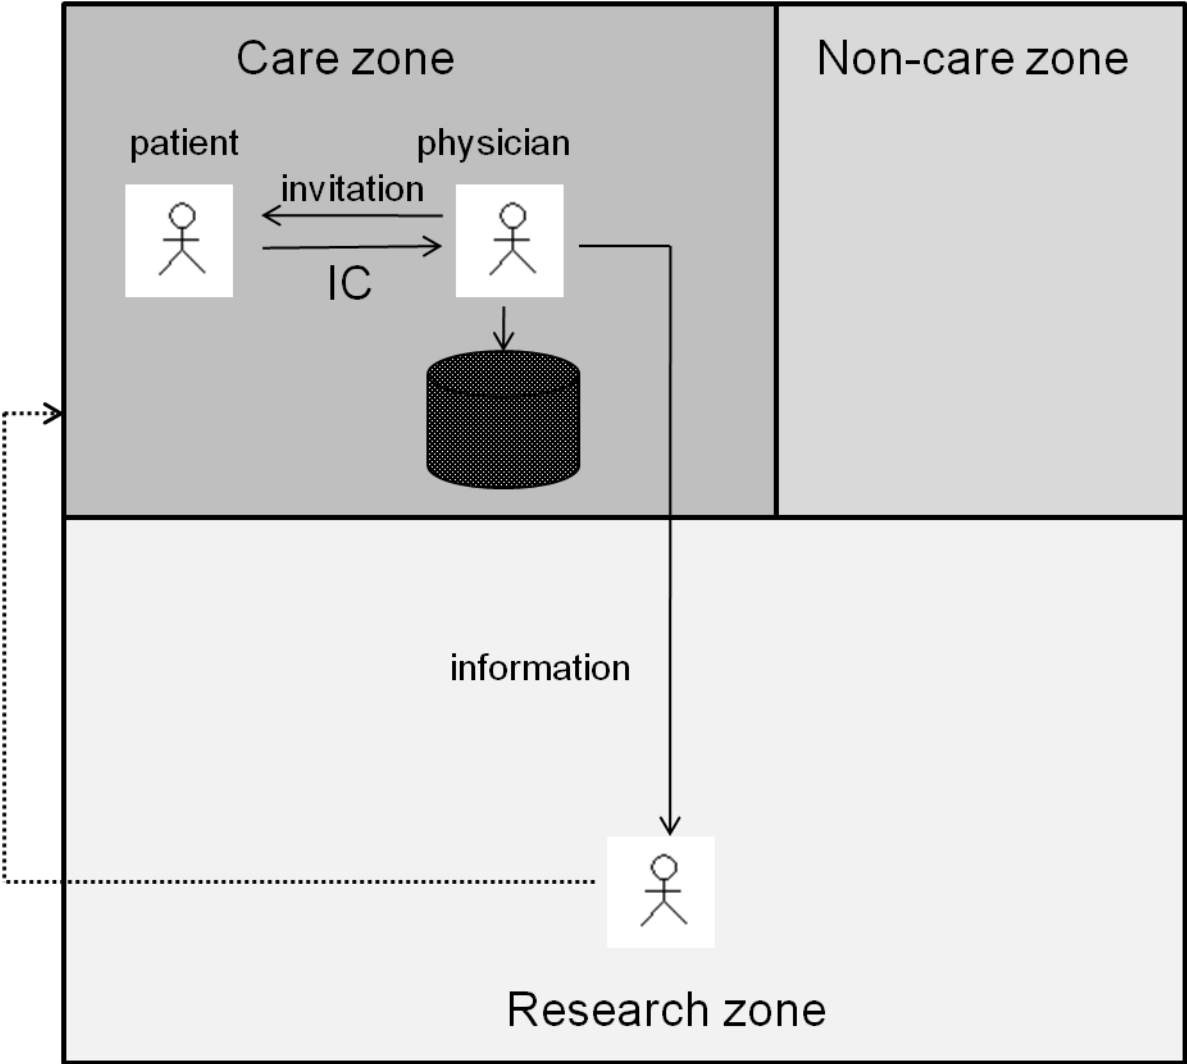 Care zone
Non-care zone
patient
physician
invitation
IC
information
Research zone